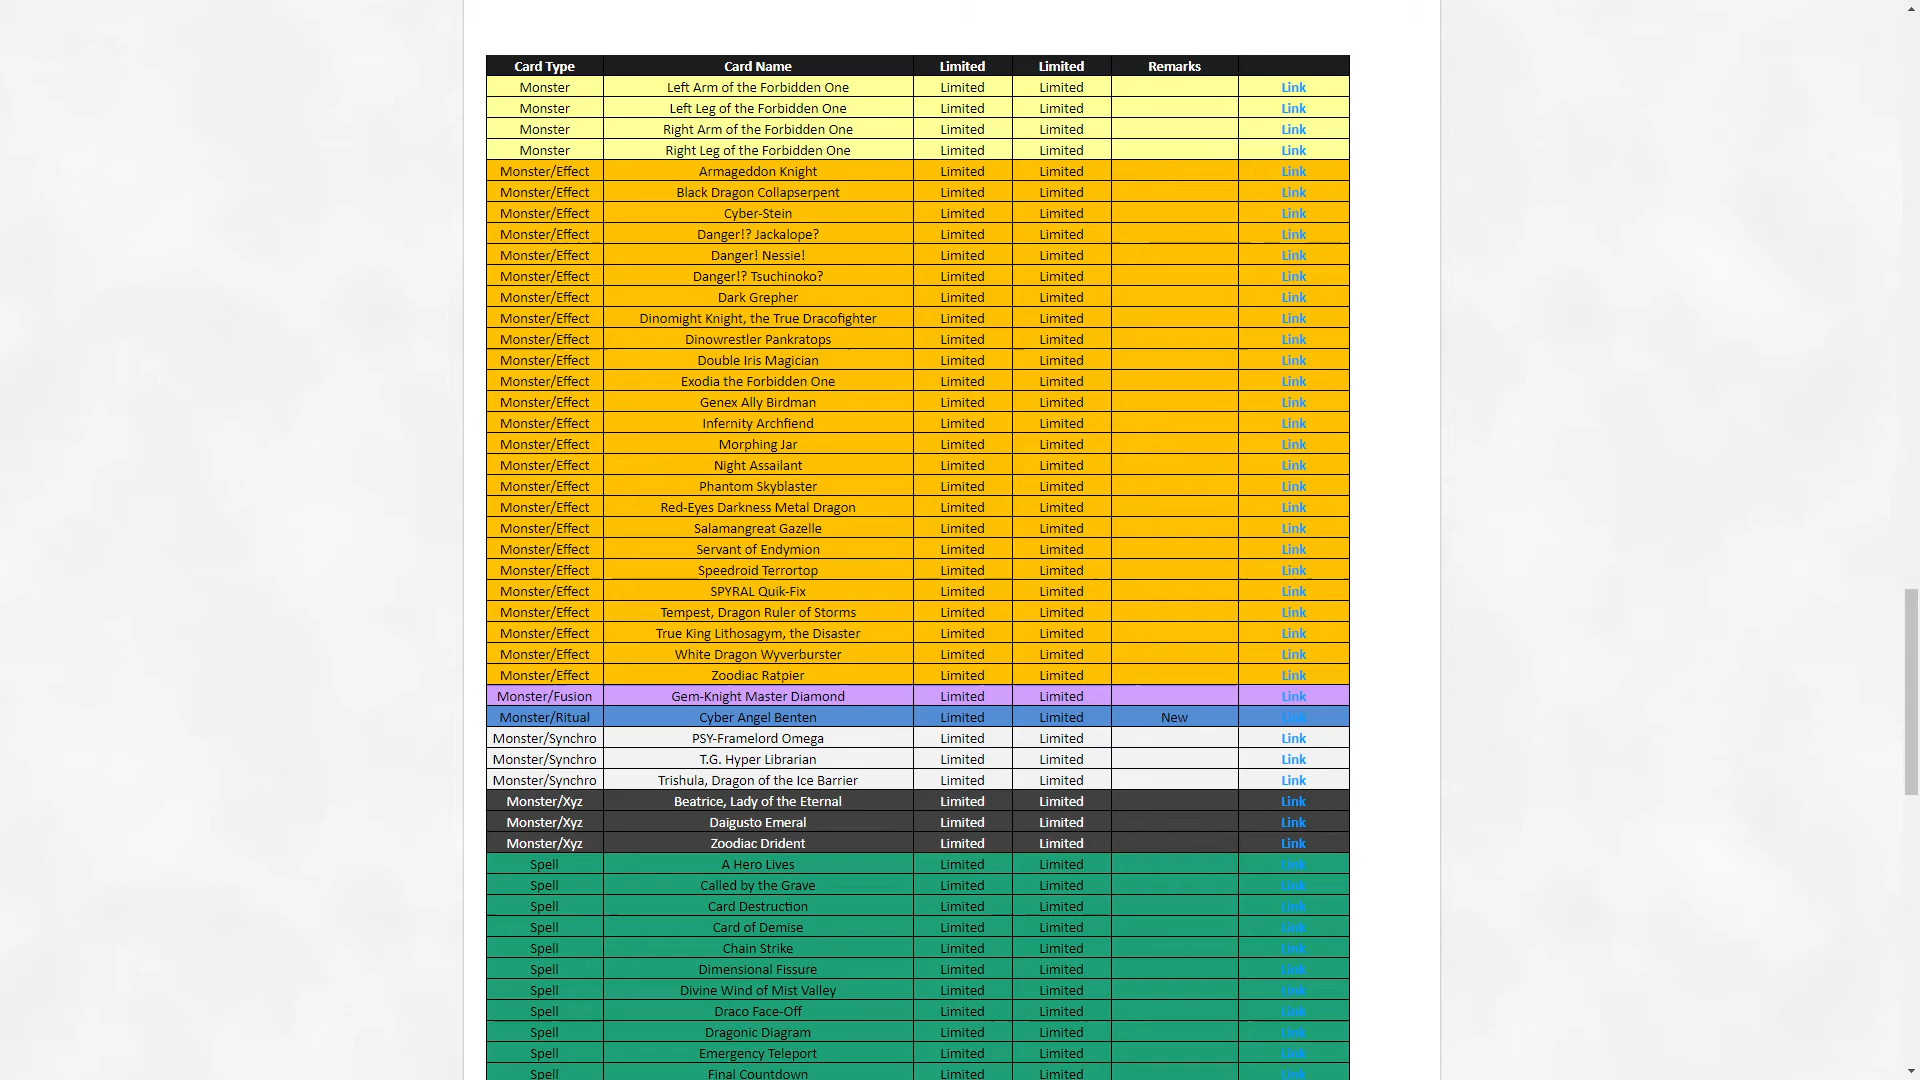 Card Type Card Name Limited Limited Remarks
Monster Left Arm of the Forbidden One Limited Limited Link
Monster Left Leg of the Forbidden One Limited Limited Link
Monster Right Arm of the Forbidden One Limited Limited Link
Monster Right Leg of the Forbidden One Limited Limited Link
Monster/Effect Armageddon Knight Limited Limited Link
Monster/Effect Black Dragon Collapserpent Limited Limited Link
Monster/Effect Cyber-Stein Limited Limited Link
Monster/Effect Danger!? Jackalope? Limited Limited Link
Monster/Effect Danger! Nessie! Limited Limited Link
Monster/Effect Danger!? Tsuchinoko? Limited Limited Link
Monster/Effect Dark Grepher Limited Limited Link
Monster/Effect Dinomight Knight, the True Dracofighter Limited Limited Link
Monster/Effect Dinowrestler Pankratops Limited Limited Link
Monster/Effect Double Iris Magician Limited Limited Link
Monster/Effect Exodia the Forbidden One Limited Limited Link
Monster/Effect Genex Ally Birdman Limited Limited Link
Monster/Effect Infernity Archfiend Limited Limited Link
Monster/Effect Morphing Jar Limited Limited Link
Monster/Effect Night Assailant Limited Limited Link
Monster/Effect Phantom Skyblaster Limited Limited Link
Monster/Effect Red-Eyes Darkness Metal Dragon Limited Limited Link
Monster/Effect Salamangreat Gazelle Limited Limited Link
Monster/Effect Servant of Endymion Limited Limited Link
Monster/Effect Speedroid Terrortop Limited Limited Link
Monster/Effect SPYRAL Quik-Fix Limited Limited Link
Monster/Effect Tempest, Dragon Ruler of Storms Limited Limited Link
Monster/Effect True King Lithosagym, the Disaster Limited Limited Link
Monster/Effect White Dragon Wyverburster Limited Limited Link
Monster/Effect Zoodiac Ratpier Limited Limited Link
Monster/Fusion Gem-Knight Master Diamond Limited Limited Link
Monster/Ritual Cyber Angel Benten Limited Limited New Link
Monster/Synchro PSY-Framelord Omega Limited Limited Link
Monster/Synchro T.G. Hyper Librarian Limited Limited Link
Monster/Synchro Trishula, Dragon of the Ice Barrier Limited Limited Link
Monster/Xyz Beatrice, Lady of the Eternal Limited Limited Link
Monster/Xyz Daigusto Emeral Limited Limited Link
Monster/Xyz Zoodiac Drident Limited Limited Link
Spell A Hero Lives Limited Limited Link
Spell Called by the Grave Limited Limited Link
Spell Card Destruction Limited Limited Link
Spell Card of Demise Limited Limited Link
Spell Chain Strike Limited Limited Link
Spell Dimensional Fissure Limited Limited Link
Spell Divine Wind of Mist Valley Limited Limited Link
Spell Draco Face-Off Limited Limited Link
Spell Dragonic Diagram Limited Limited Link
Spell Emergency Teleport Limited Limited Link
Spell Final Countdown Limited Limited Link